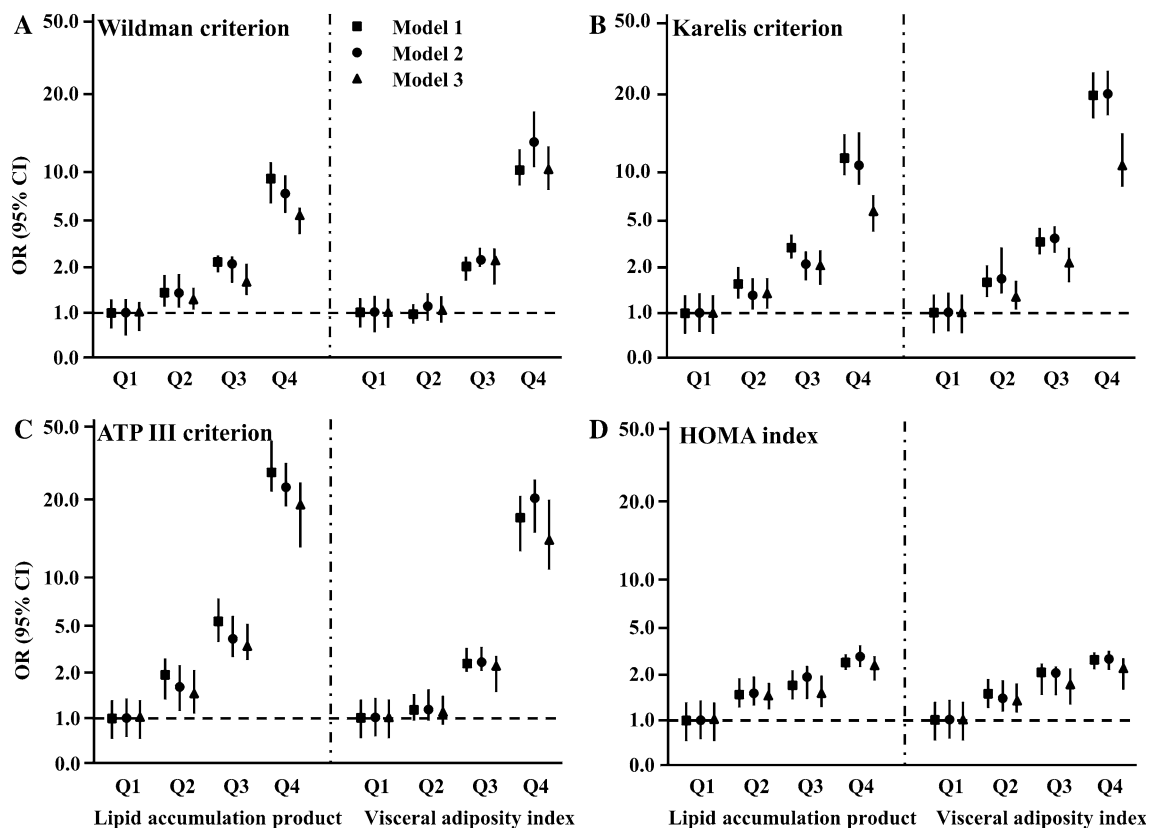 A
Wildman criterion
Model 1
Model 2
Model 3
OR (95% CI)
50.0
20.0
10.0
5.0
2.0
1.0
0.0
Q1 Q2 Q3 Q4 Q1 Q2 Q3 Q4
B
Karelis criterion
50.0
20.0
10.0
5.0
2.0
1.0
0.0
Q1 Q2 Q3 Q4 Q1 Q2 Q3 Q4
C
ATP III criterion
OR (95% CI)
50.0
20.0
10.0
5.0
2.0
1.0
0.0
Q1 Q2 Q3 Q4 Q1 Q2 Q3 Q4
Lipid accumulation product Visceral adiposity index
D
HOMA index
50.0
20.0
10.0
5.0
2.0
1.0
0.0
Q1 Q2 Q3 Q4 Q1 Q2 Q3 Q4
Lipid accumulation product Visceral adiposity index